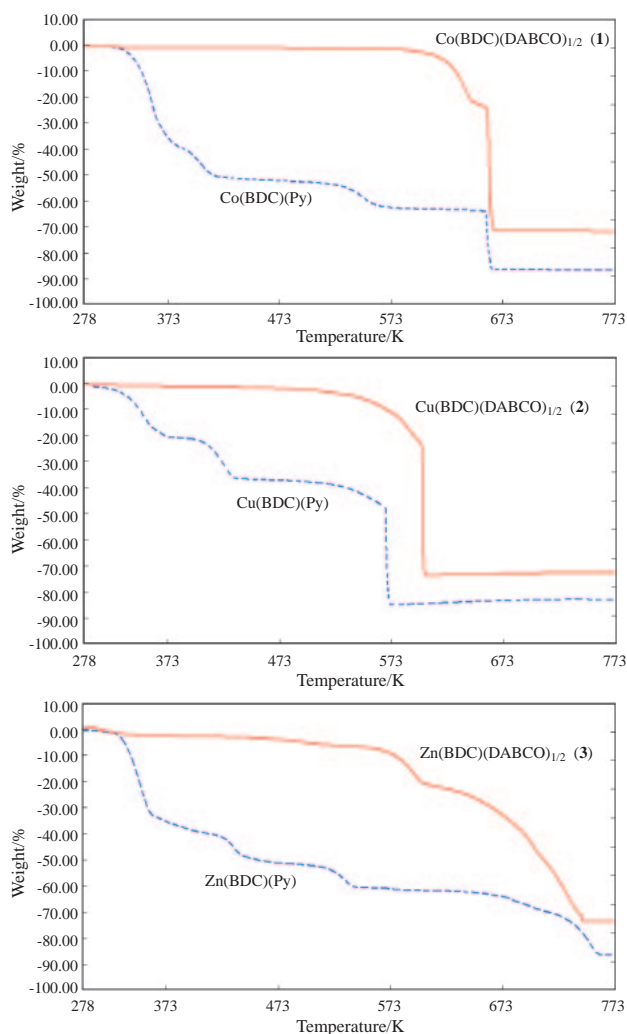 10.00
0.00
-10.00
-20.00
-30.00
-40.00
-50.00
-60.00
-70.00
-80.00
-90.00
-100.00
Weight/%
Co(BDC)(DABCO)1/2 (1)
Co(BDC)(Py)
278 373 473 573 673 773
Temperature/K
10.00
0.00
-10.00
-20.00
-30.00
-40.00
-50.00
-60.00
-70.00
-80.00
-90.00
-100.00
Weight/%
Cu(BDC)(DABCO)1/2 (2)
Cu(BDC)(Py)
278 373 473 573 673 773
Temperature/K
10.00
0.00
-10.00
-20.00
-30.00
-40.00
-50.00
-60.00
-70.00
-80.00
-90.00
-100.00
Weight/%
Zn(BDC)(DABCO)1/2 (3)
Zn(BDC)(Py)
278 373 473 573 673 773
Temperature/K